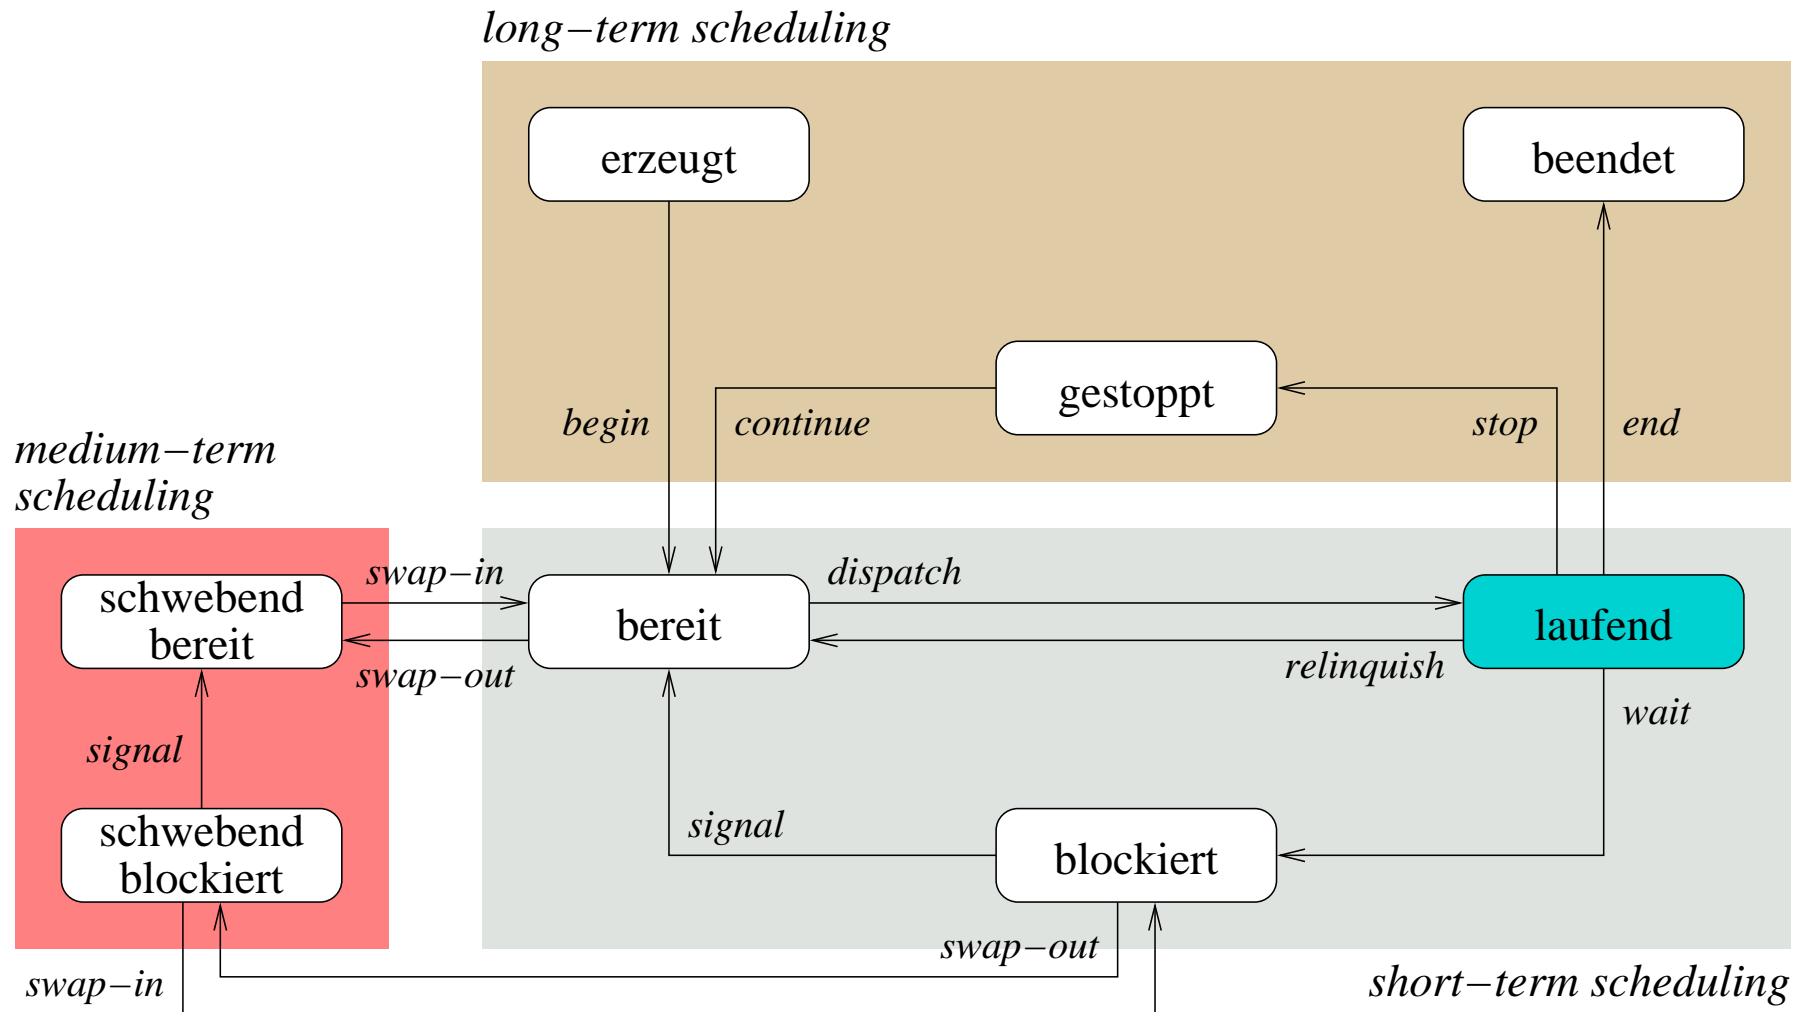 long−term scheduling
erzeugt
beendet
gestoppt
begin
continue
stop
end
medium−term
scheduling
swap−in
dispatch
schwebend
bereit
bereit
laufend
swap−out
relinquish
wait
signal
signal
schwebend
blockiert
blockiert
swap−out
swap−in
short−term scheduling